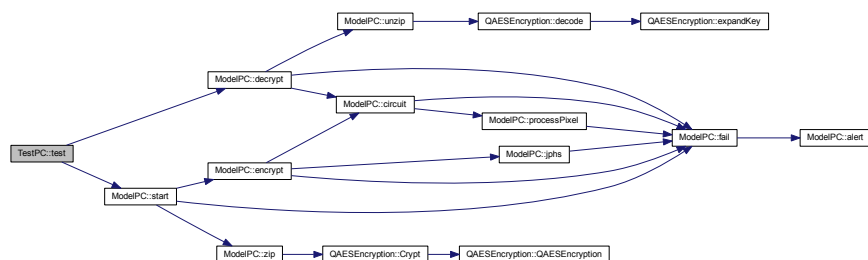 ModelPC::unzip
QAESEncryption::decode
QAESEncryption::expandKey
ModelPC::decrypt
ModelPC::circuit
ModelPC::processPixel
ModelPC::fail
ModelPC::alert
TestPC::test
ModelPC::jphs
ModelPC::encrypt
ModelPC::start
ModelPC::zip
QAESEncryption::Crypt
QAESEncryption::QAESEncryption